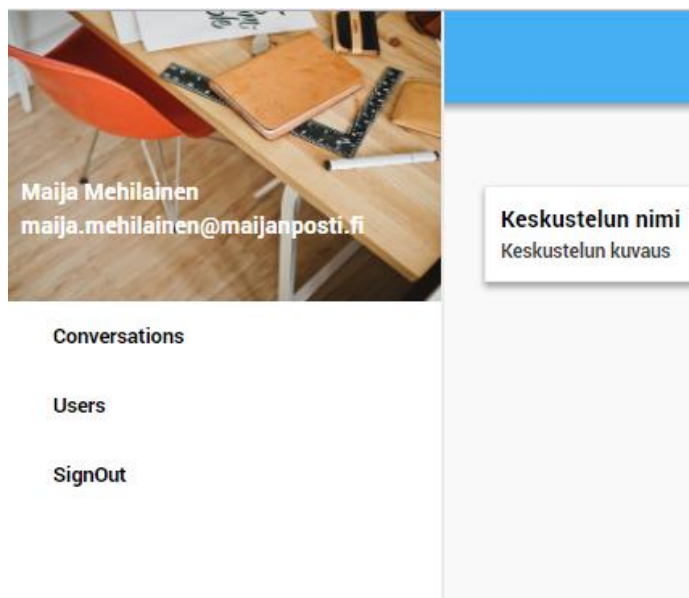 Maija Mehilainen
maija.mehilainen@maijanposti.fi
Conversations
Users
SignOut
Keskustelun nimi
Keskustelun kuvaus